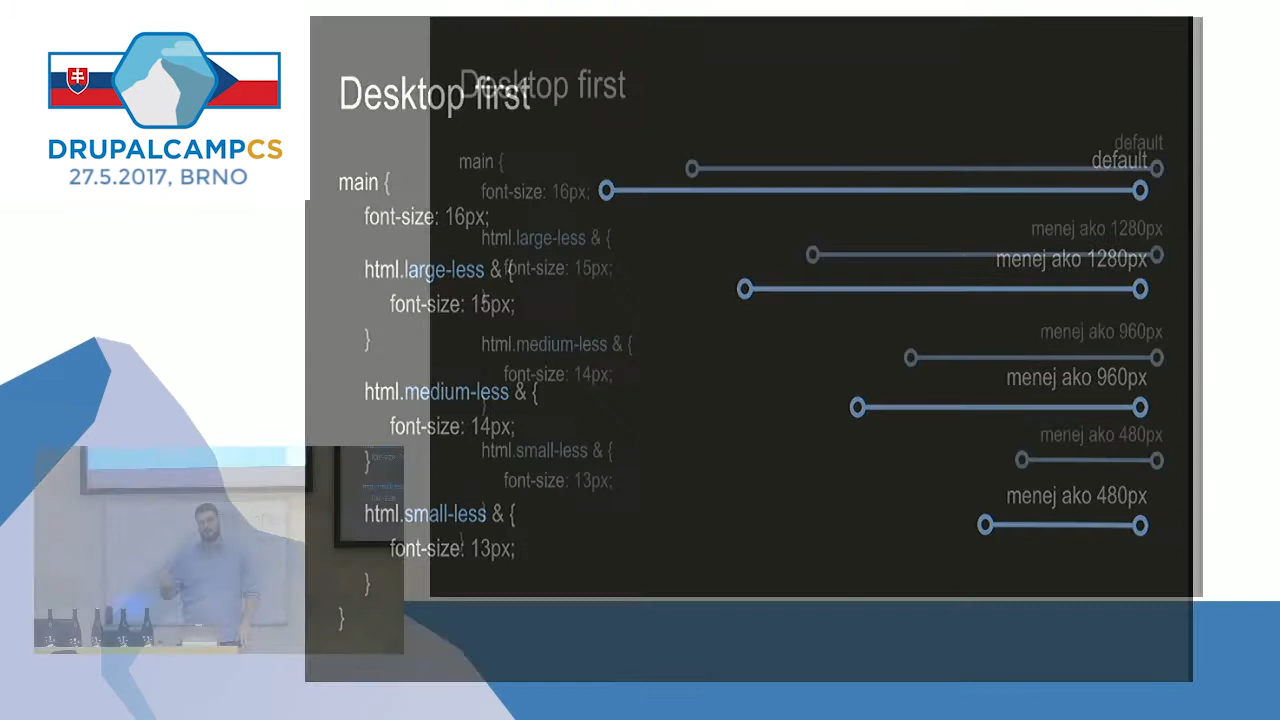 DRUPALCAMPCS
27.5.2017, BRNO
Desktop first
main {
font-size: 16px;
html.large-less & {
font-size: 15px;
}
html.medium-less & {
font-size: 14px;
}
html.small-less & {
font-size: 13px;
}
}
default
menej ako 1280px
menej ako 960px
menej ako 480px
Desktop first
main {
font-size: 16px;
html.large-less & {
font-size: 15px;
}
html.medium-less & {
font-size: 14px;
}
html.small-less & {
font-size: 13px;
}
}
default
menej ako 1280px
menej ako 960px
menej ako 480px